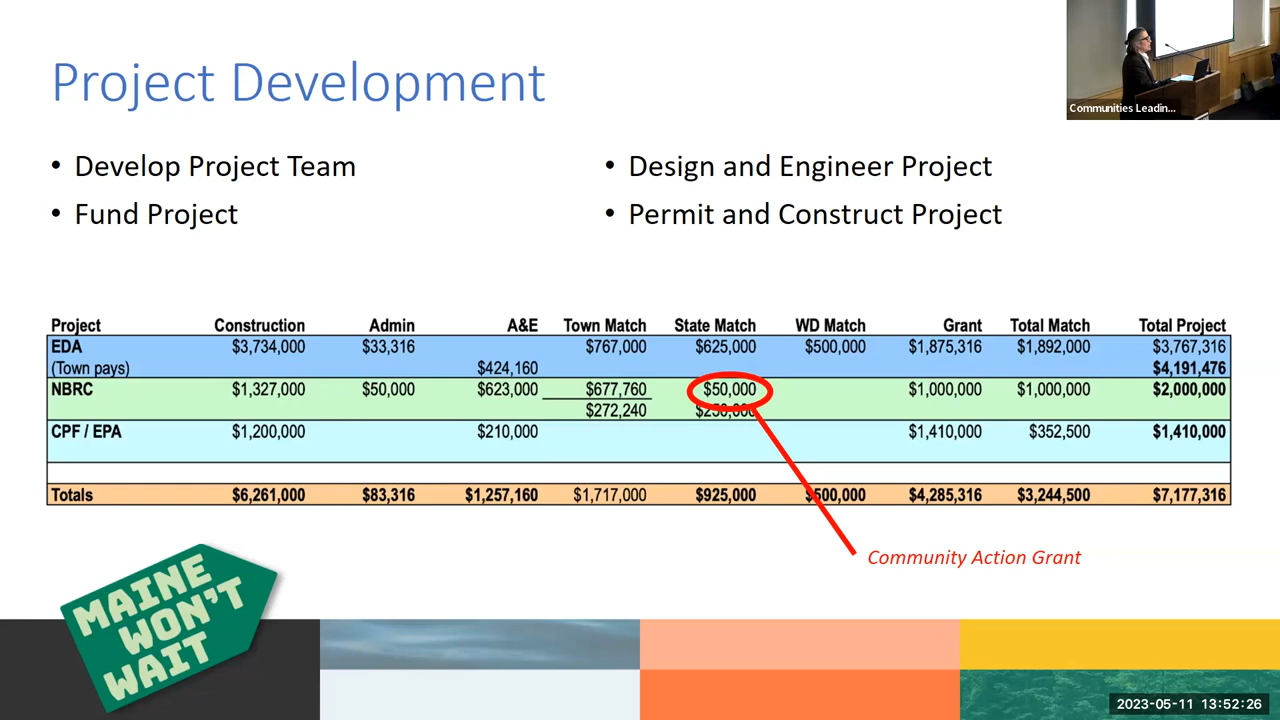 Project Development
Communities Leadin...
• Develop Project Team
• Fund Project
• Design and Engineer Project
• Permit and Construct Project
Project Construction Admin A&E Town Match State Match WD Match Grant Total Match Total Project
EDA $3,734,000 $33,316 $767,000 $625,000 $500,000 $1,875,316 $1,892,000 $3,767,316
(Town pays) $424,160 $4,191,476
NBRC $1,327,000 $50,000 $623,000 $677,760 $50,000 $1,000,000 $1,000,000 $2,000,000
$272,240 $250,000
CPF / EPA $1,200,000 $210,000 $1,410,000 $352,500 $1,410,000
Totals $6,261,000 $83,316 $1,257,160 $1,717,000 $925,000 $500,000 $4,285,316 $3,244,500 $7,177,316
Community Action Grant
MAINE
WON'T
WAIT
2023-05-11 13:52:26